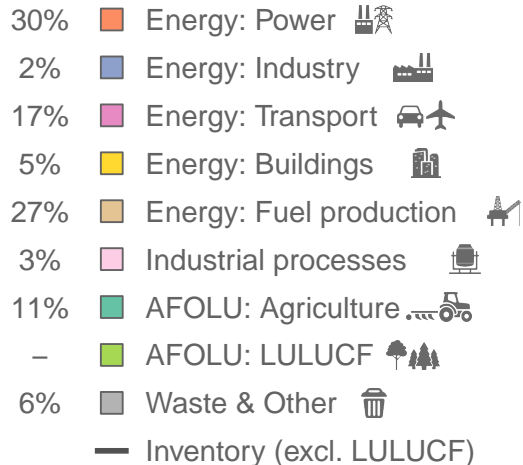 30% Energy: Power
2% Energy: Industry
17% Energy: Transport
5% Energy: Buildings
27% Energy: Fuel production
3% Industrial processes
11% AFOLU: Agriculture
– AFOLU: LULUCF
6% Waste & Other
Inventory (excl. LULUCF)